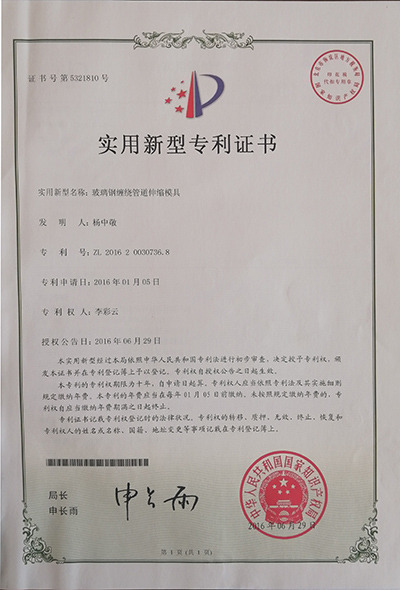 证书号第5321810号
实用新型专利证书
实用新型名称：玻璃钢缠绕管道伸缩模具
发 明 人：杨中敬
专 利 号：ZL 2016 2 0030736.8
专利申请日：2016年01月05日
专 利 权 人：李彩云
授权公告日：2016年06月29日
本实用新型经过本局依照中华人民共和国专利法进行初步审查，决定授予专利权，颁
发本证书并在专利登记簿上予以登记。专利权自授权公告之日起生效。
本专利的专利权期限为十年，自申请日起算。专利权人应当依照专利法及其实施细则
规定缴纳年费。本专利的年费应当在每年01月05日前缴纳。未按照规定缴纳年费的，专
利权自应当缴纳年费期满之日起终止。
专利证书记载专利权登记时的法律状况。专利权的转移、质押、无效、终止、恢复和
专利权人的姓名或名称、国籍、地址变更等事项记载在专利登记簿上。
局长
申长雨
申长雨
中华人民共和国国家知识产权局
2016年06月29日
第1页(共1页)